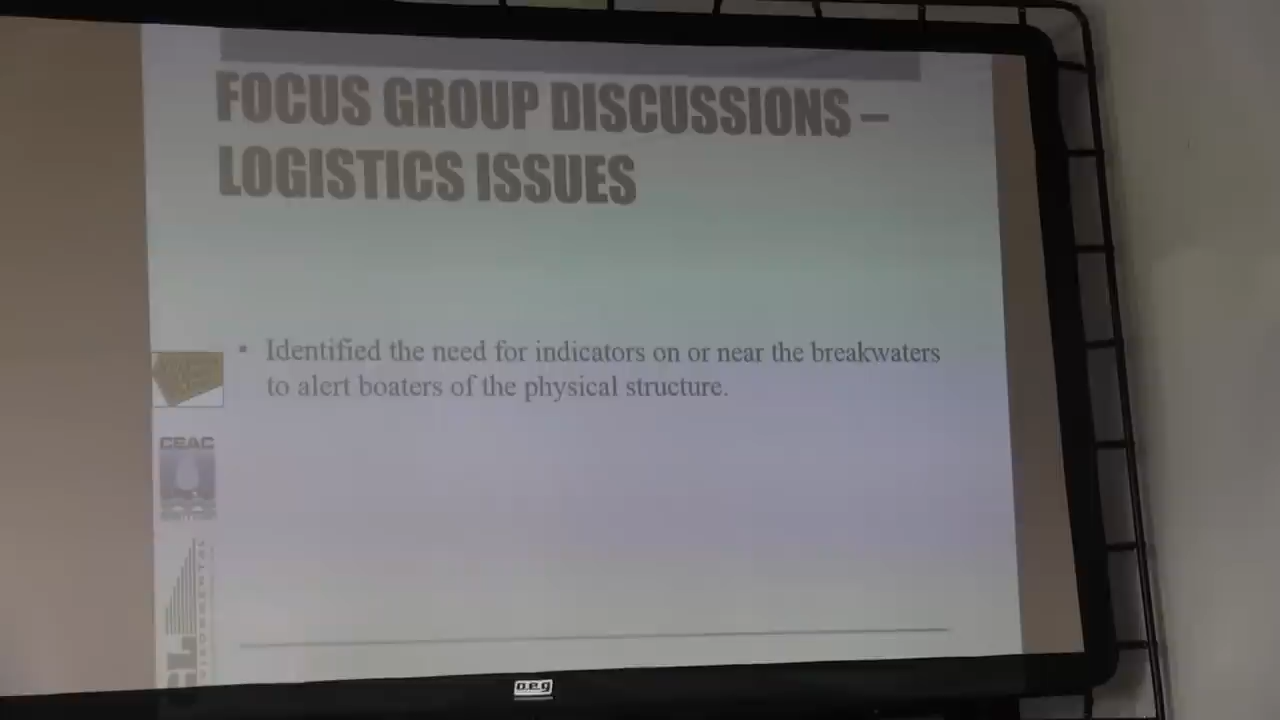 FOCUS GROUP DISCUSSIONS –
LOGISTICS ISSUES
▪ Identified the need for indicators on or near the breakwaters
to alert boaters of the physical structure.
CEAC